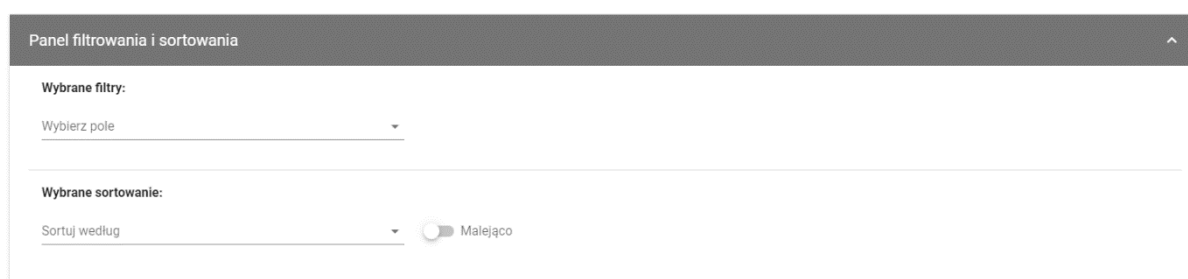 Panel filtrowania i sortowania
Wybrane filtry:
Wybierz pole
Wybrane sortowanie:
Sortuj według
Malejąco